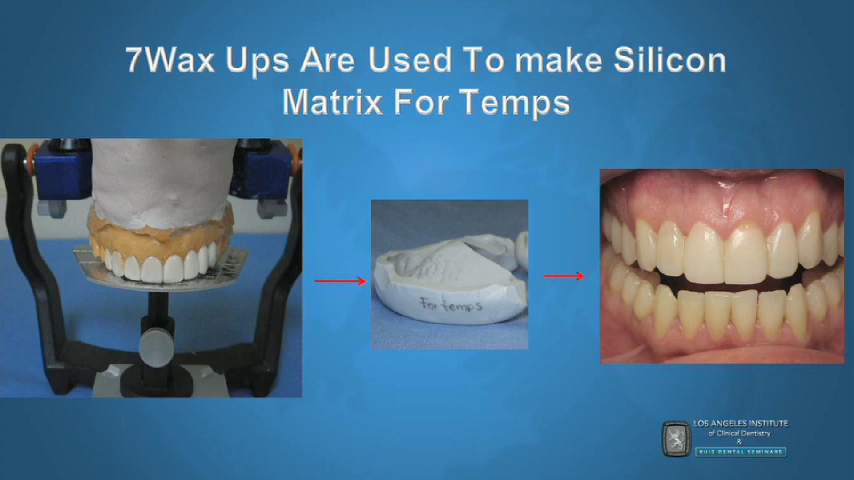 7Wax Ups Are Used To make Silicon
Matrix For Temps
For temps
LOS ANGELES INSTITUTE
of Clinical Dentistry
&
RUIZ DENTAL SEMINARS